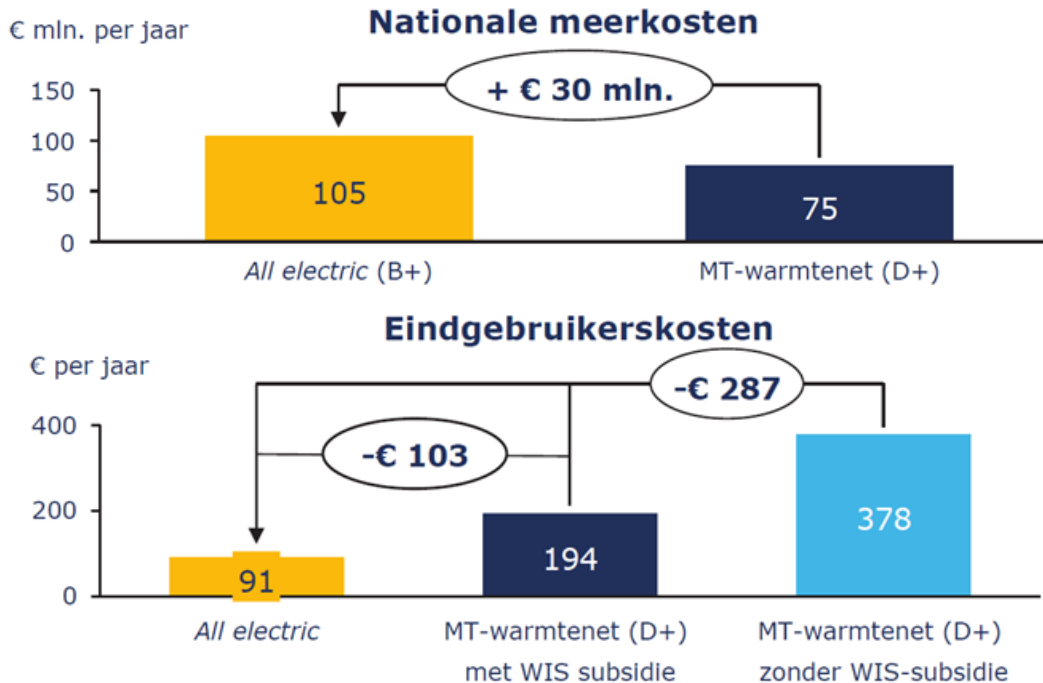 Nationale meerkosten
€ mln. per jaar
+ € 30 mln.
150
100
50
0
105
75
All electric (B+)
MT-warmtenet (D+)
Eindgebruikerskosten
€ per jaar
-€ 287
-€ 103
400
200
0
91
194
378
All electric
MT-warmtenet (D+)
met WIS subsidie
MT-warmtenet (D+)
zonder WIS-subsidie